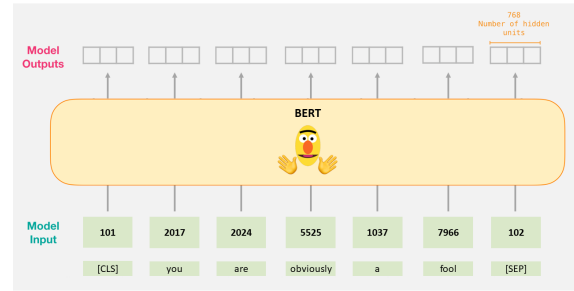 768
Number of hidden
units
Model
Outputs
BERT
Model
Input
101 2017 2024 5525 1037 7966 102
[CLS] you are obviously a fool [SEP]